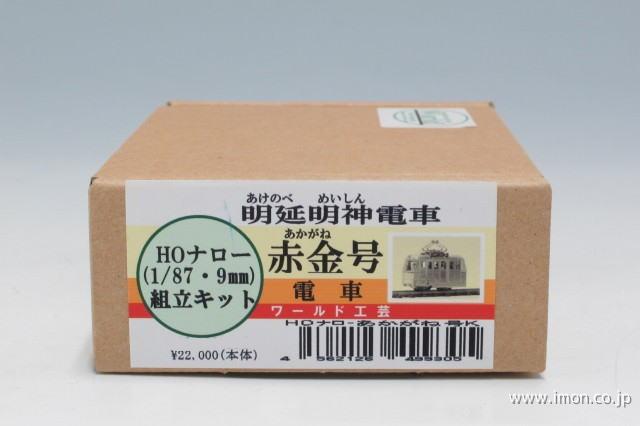 あけのべ めいしん
明延明神電車
あかがね
赤金号
電車
HOナロー
(1/87・9mm)
組立キット
ワールド工芸
HOナロ-あかがね号K
¥22,000(本体)
4 562126 485305
www.imon.co.jp